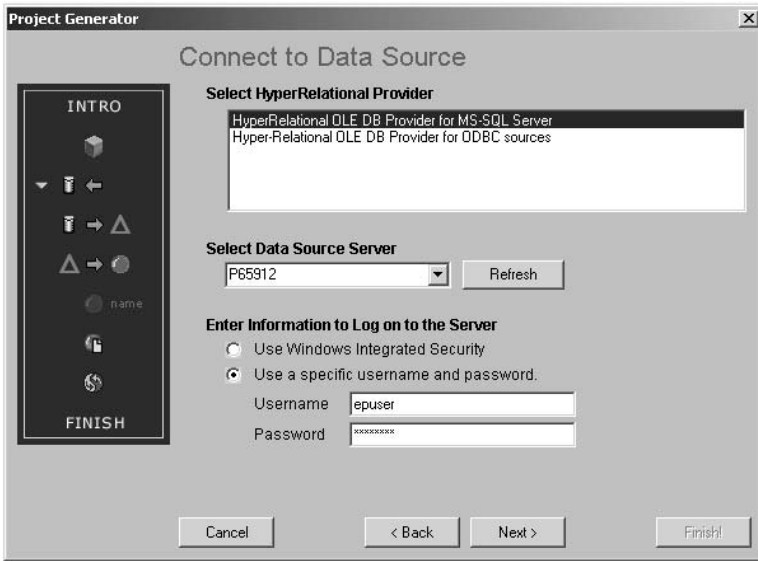 Project Generator
Connect to Data Source
INTRO
name
FINISH
Select HyperRelational Provider
HyperRelational OLE DB Provider for MS-SQL Server
Hyper-Relational OLE DB Provider for ODBC sources
Select Data Source Server
P65912
Refresh
Enter Information to Log on to the Server
Use Windows Integrated Security
Use a specific username and password.
Username epuser
Password ××××××××
Cancel
< Back
Next >
Finish!